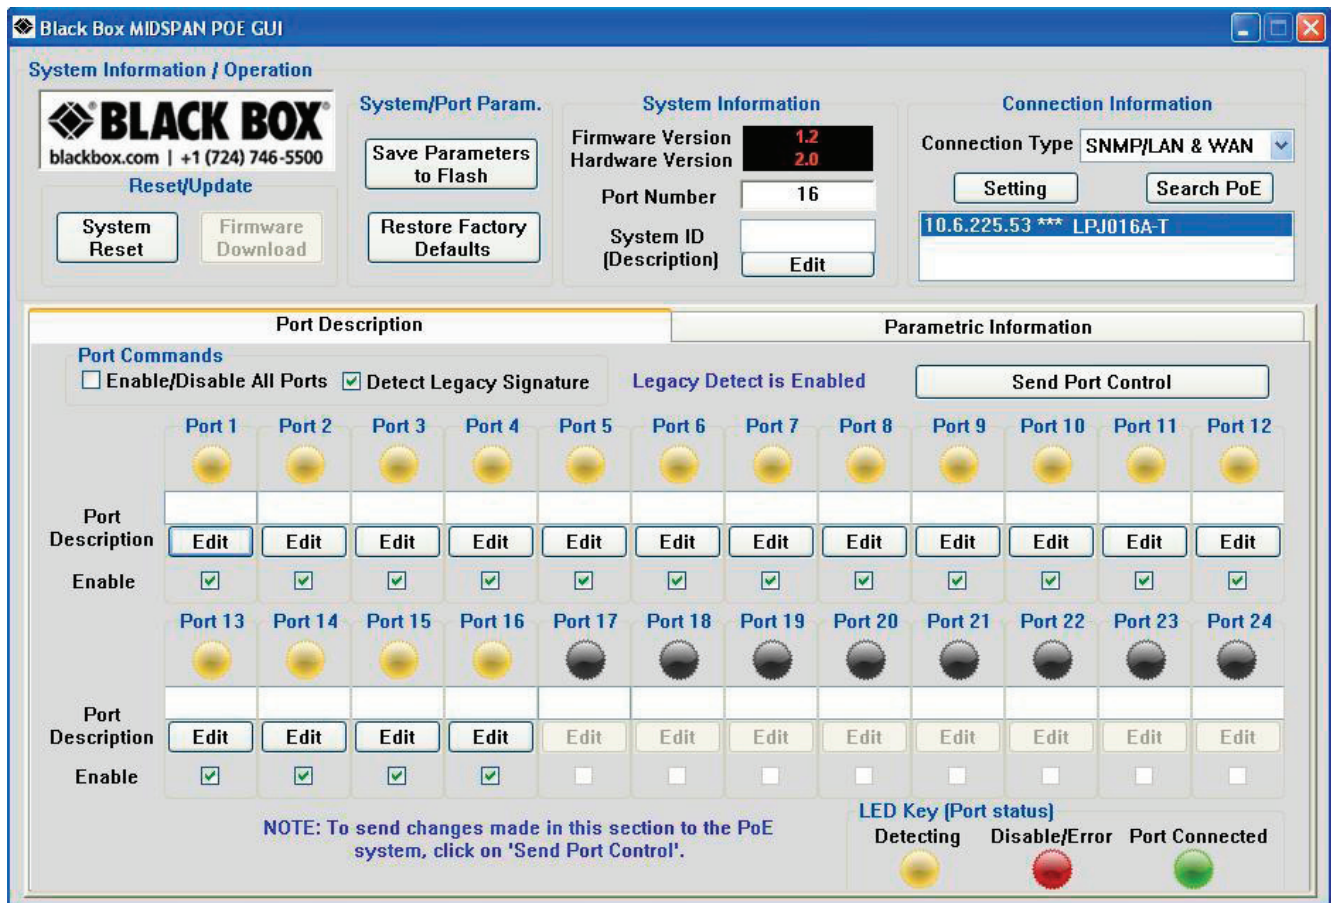 Black Box MIDSPAN POE GUI
System Information / Operation
BLACK BOX®
blackbox.com | +1 (724) 746-5500
Reset/Update
System Reset
Firmware Download
System/Port Param.
Save Parameters to Flash
Restore Factory Defaults
System Information
Firmware Version 1.2
Hardware Version 2.0
Port Number 16
System ID (Description)
Edit
Connection Information
Connection Type SNMP/LAN & WAN
Setting Search PoE
10.6.225.53 *** LPJ016A-T
Port Description Parametric Information
Port Commands
Enable/Disable All Ports Detect Legacy Signature Legacy Detect is Enabled Send Port Control
Port 1 Port 2 Port 3 Port 4 Port 5 Port 6 Port 7 Port 8 Port 9 Port 10 Port 11 Port 12
Port Description Edit Edit Edit Edit Edit Edit Edit Edit Edit Edit Edit Edit
Enable
Port 13 Port 14 Port 15 Port 16 Port 17 Port 18 Port 19 Port 20 Port 21 Port 22 Port 23 Port 24
Port Description Edit Edit Edit Edit Edit Edit Edit Edit Edit Edit Edit Edit
Enable
NOTE: To send changes made in this section to the PoE
system, click on 'Send Port Control'.
LED Key (Port status)
Detecting Disable/Error Port Connected